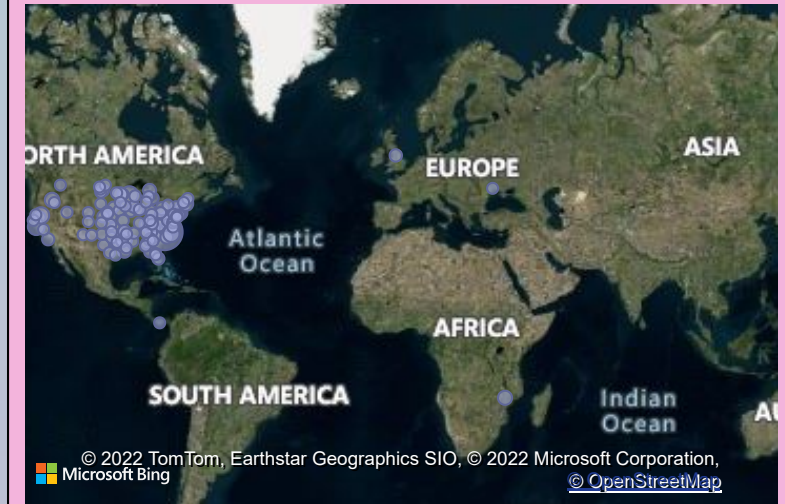 ORTH AMERICA
ASIA
EUROPE
Atlantic
Ocean
AFRICA
SOUTH AMERICA
Indian
Ocean
AU
© 2022 TomTom, Earthstar Geographics SIO, © 2022 Microsoft Corporation,
Microsoft Bing
© OpenStreetMap